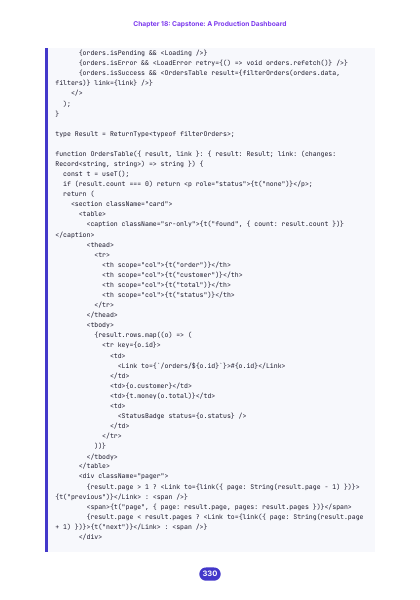 Chapter 18: Capstone: A Production Dashboard
{orders.isPending && <Loading />}
{orders.isError && <LoadError retry={() => void orders.refetch()} />}
{orders.isSuccess && <OrdersTable result={filterOrders(orders.data,
filters)} link={link} />}
</>
);
}
type Result = ReturnType<typeof filterOrders>;
function OrdersTable({ result, link }: { result: Result; link: (changes:
Record<string, string>) => string }) {
const t = useT();
if (result.count === 0) return <p role="status">{t("none")}</p>;
return (
<section className="card">
<table>
<caption className="sr-only">{t("found", { count: result.count })}
</caption>
<thead>
<tr>
<th scope="col">{t("order")}</th>
<th scope="col">{t("customer")}</th>
<th scope="col">{t("total")}</th>
<th scope="col">{t("status")}</th>
</tr>
</thead>
<tbody>
{result.rows.map((o) => (
<tr key={o.id}>
<td>
<Link to={`/orders/${o.id}`}>#{o.id}</Link>
</td>
<td>{o.customer}</td>
<td>{t.money(o.total)}</td>
<td>
<StatusBadge status={o.status} />
</td>
</tr>
))}
</tbody>
</table>
<div className="pager">
{result.page > 1 ? <Link to={link({ page: String(result.page - 1) })}>
{t("previous")}</Link> : <span />}
<span>{t("page", { page: result.page, pages: result.pages })}</span>
{result.page < result.pages ? <Link to={link({ page: String(result.page
+ 1) })}>{t("next")}</Link> : <span />}
</div>
330